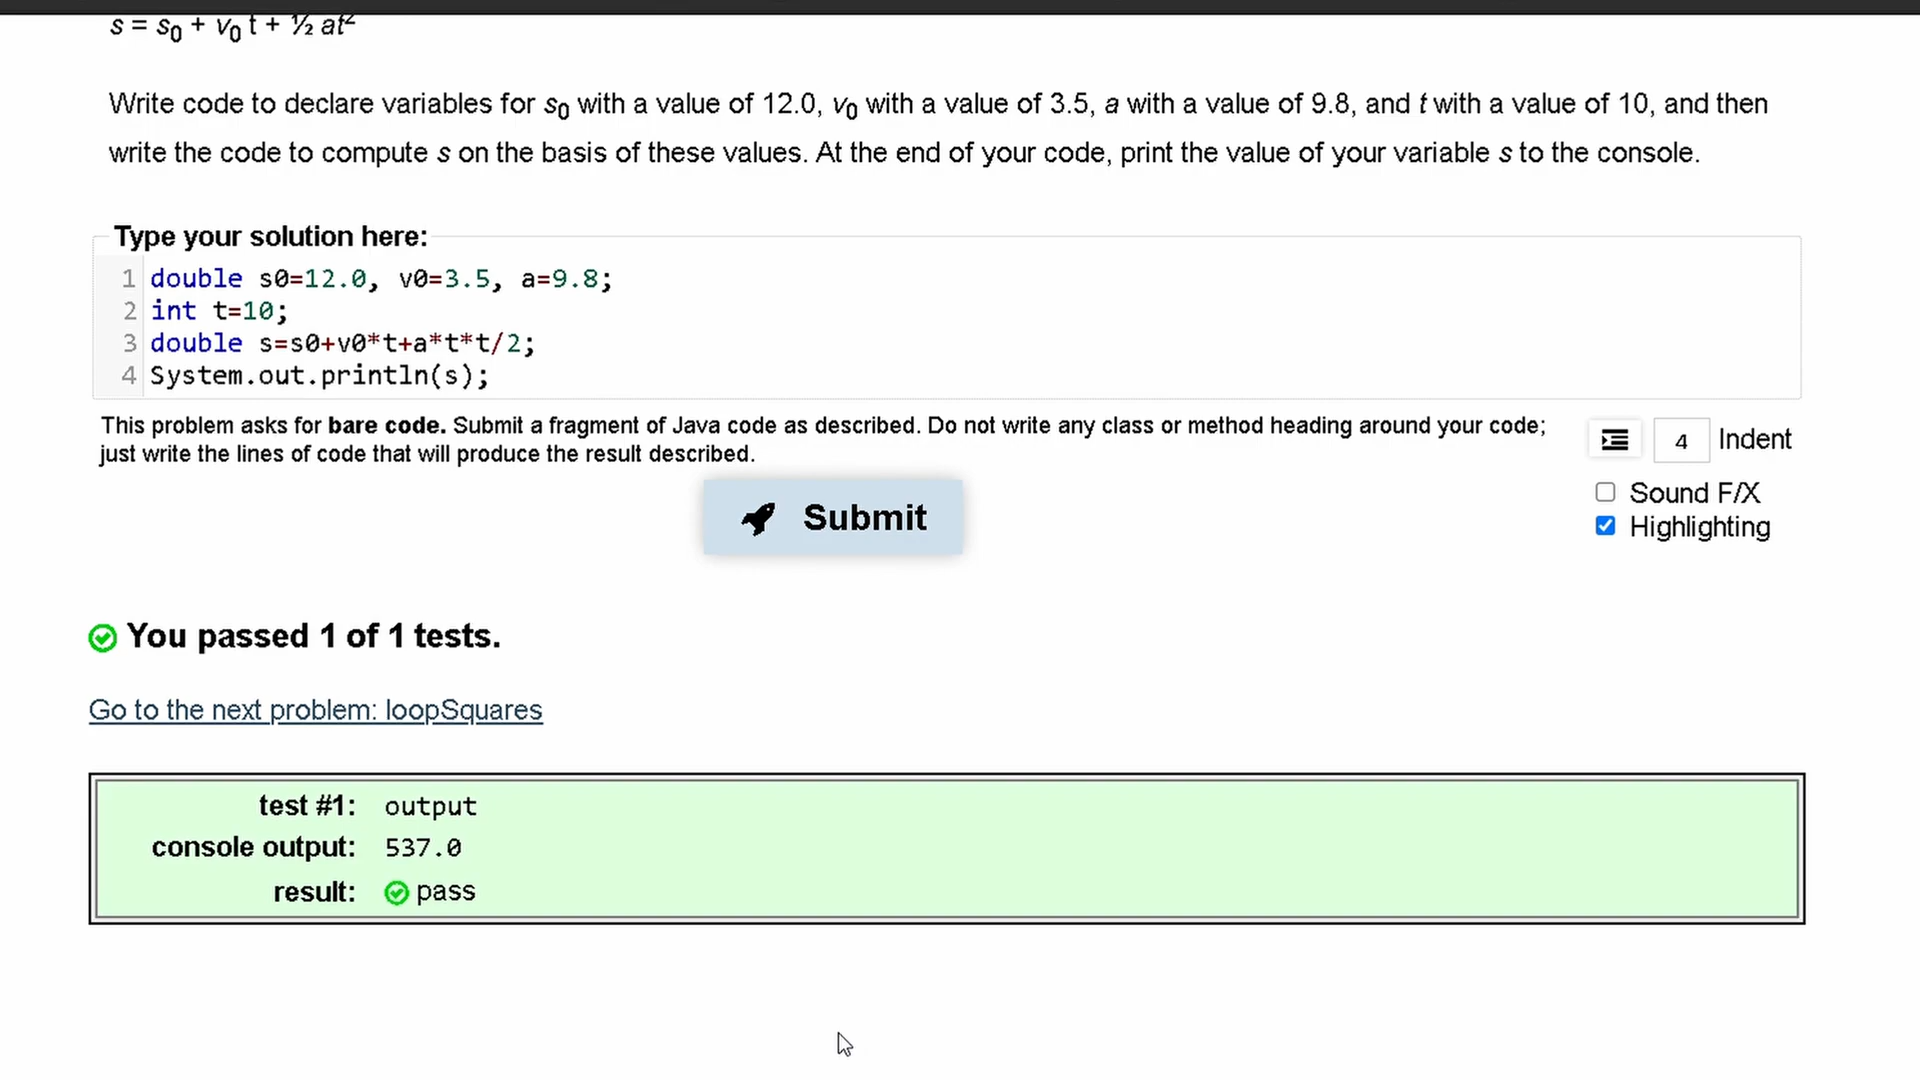 s = s0 + v0 t + ½ at²
Write code to declare variables for s0 with a value of 12.0, v0 with a value of 3.5, a with a value of 9.8, and t with a value of 10, and then
write the code to compute s on the basis of these values. At the end of your code, print the value of your variable s to the console.
Type your solution here:
1 double s0=12.0, v0=3.5, a=9.8;
2 int t=10;
3 double s=s0+v0*t+a*t*t/2;
4 System.out.println(s);
This problem asks for bare code. Submit a fragment of Java code as described. Do not write any class or method heading around your code;
just write the lines of code that will produce the result described.
4 Indent
Sound F/X
Highlighting
Submit
You passed 1 of 1 tests.
Go to the next problem: loopSquares
test #1: output
console output: 537.0
result: pass